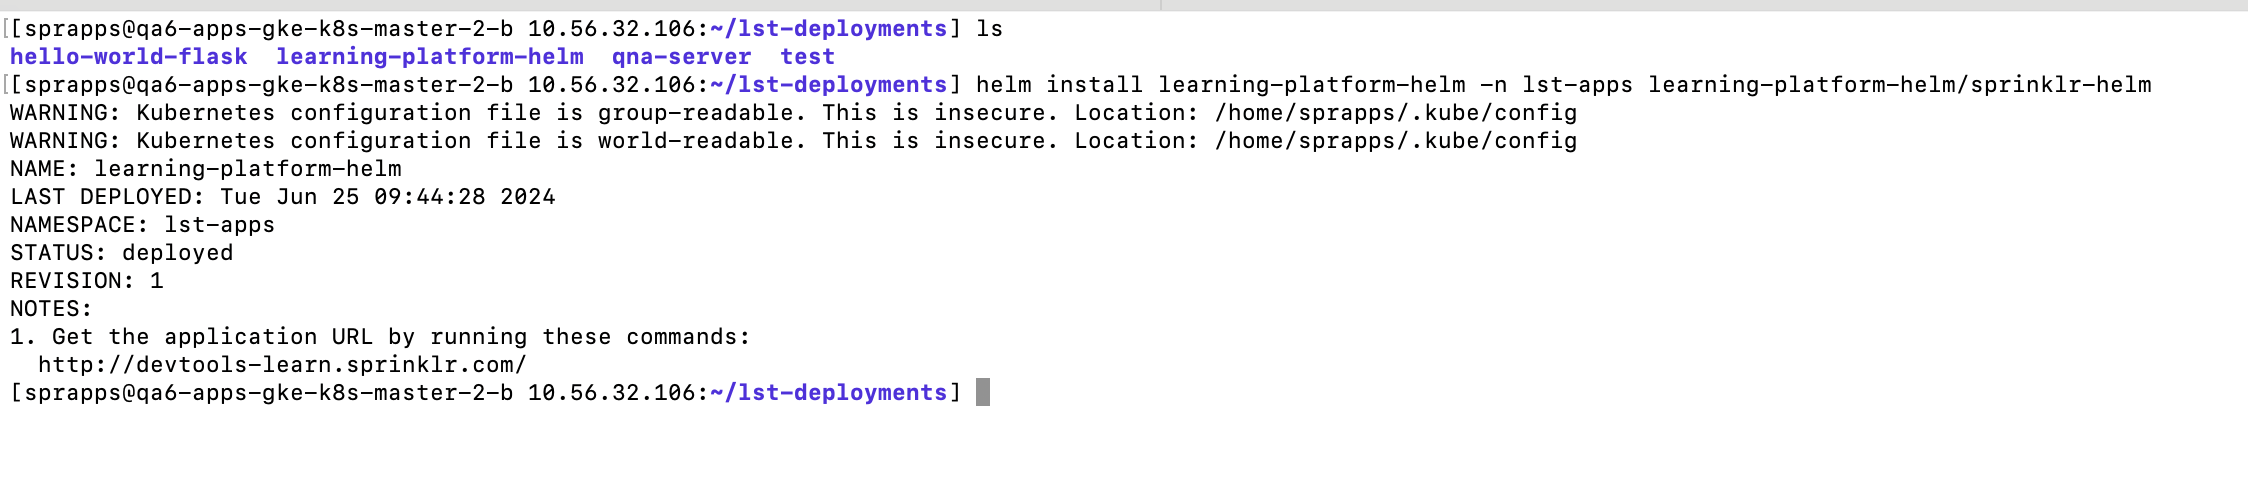 [[sprapps@qa6-apps-gke-k8s-master-2-b 10.56.32.106:~/lst-deployments] ls
hello-world-flask  learning-platform-helm  qna-server  test
[[sprapps@qa6-apps-gke-k8s-master-2-b 10.56.32.106:~/lst-deployments] helm install learning-platform-helm -n lst-apps learning-platform-helm/sprinklr-helm
WARNING: Kubernetes configuration file is group-readable. This is insecure. Location: /home/sprapps/.kube/config
WARNING: Kubernetes configuration file is world-readable. This is insecure. Location: /home/sprapps/.kube/config
NAME: learning-platform-helm
LAST DEPLOYED: Tue Jun 25 09:44:28 2024
NAMESPACE: lst-apps
STATUS: deployed
REVISION: 1
NOTES:
1. Get the application URL by running these commands:
  http://devtools-learn.sprinklr.com/
[sprapps@qa6-apps-gke-k8s-master-2-b 10.56.32.106:~/lst-deployments]